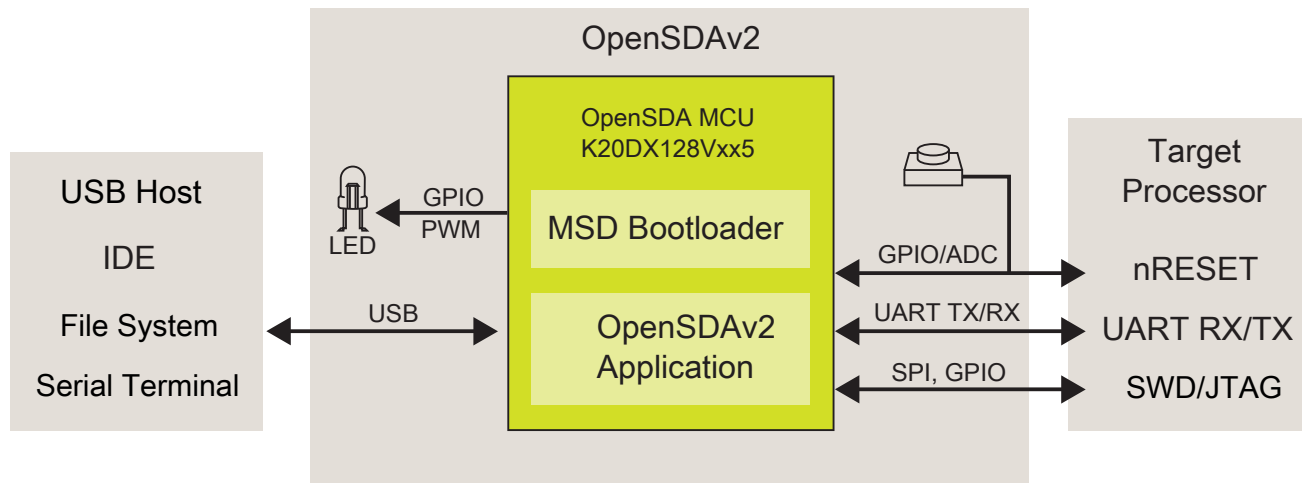 OpenSDAv2
OpenSDA MCU
K20DX128Vxx5
MSD Bootloader
OpenSDAv2
Application
USB Host
IDE
File System
Serial Terminal
LED
GPIO
PWM
USB
GPIO/ADC
UART TX/RX
SPI, GPIO
Target
Processor
nRESET
UART RX/TX
SWD/JTAG